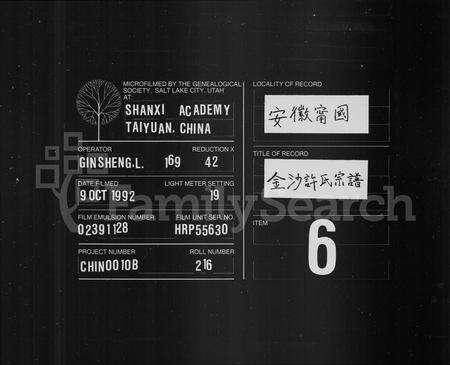 MICROFILMED BY THE GENEALOGICAL
SOCIETY, SALT LAKE CITY, UTAH
AT:
SHANXI ACADEMY
TAIYUAN, CHINA
OPERATOR REDUCTION X
GINSHENG.L. 169 42
DATE FILMED LIGHT METER SETTING
9 OCT 1992 19
FILM EMULSION NUMBER FILM UNIT SER. NO.
02391128 HRP55630
PROJECT NUMBER ROLL NUMBER
CHIN0010B 216
LOCALITY OF RECORD
安徽甯國
TITLE OF RECORD
金沙許氏宗譜
ITEM
6
FamilySearch